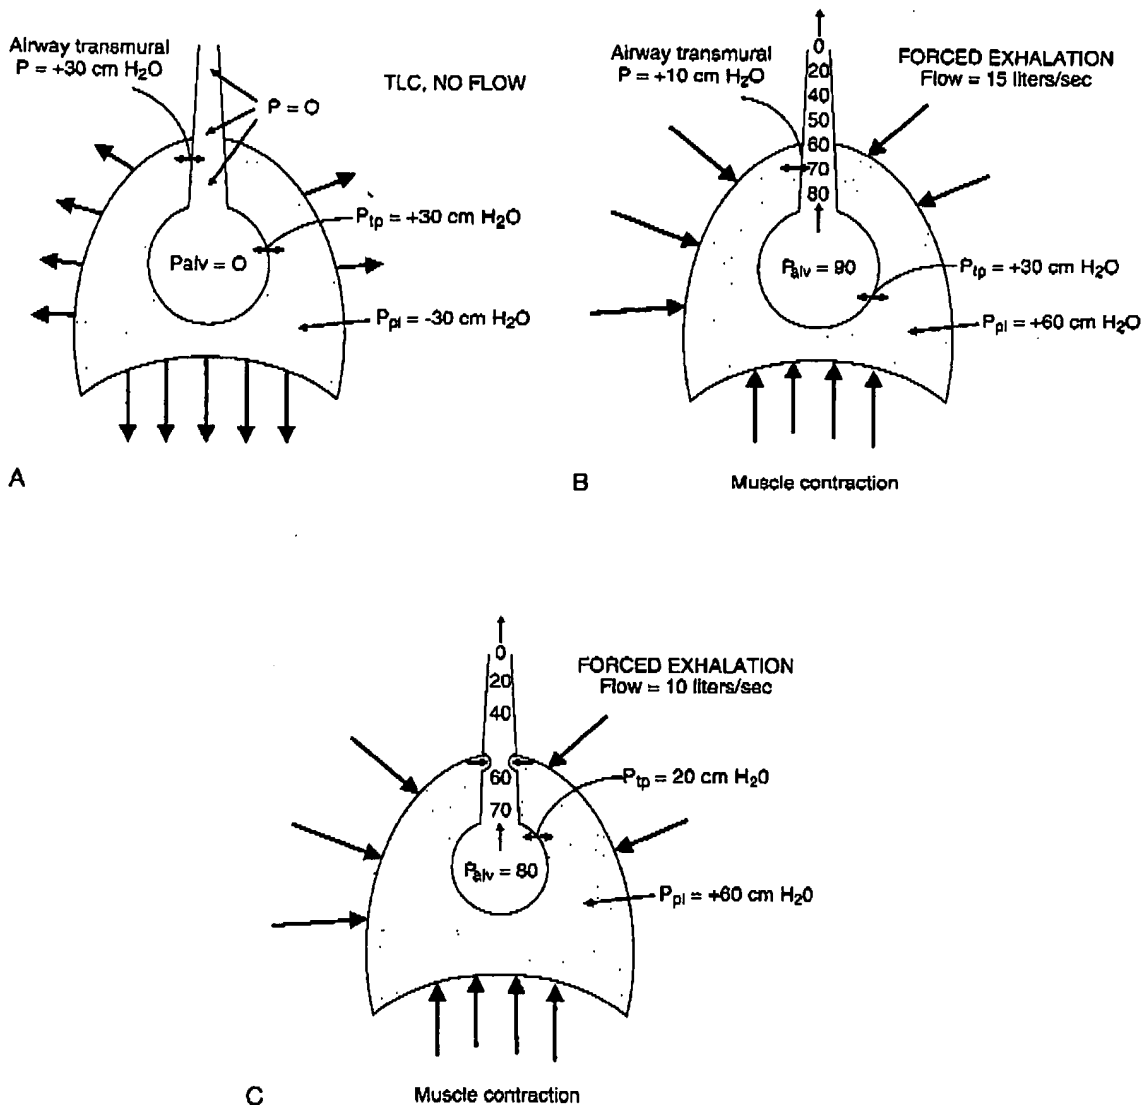 Airway transmural
P = +30 cm H₂O
TLC, NO FLOW
P = O
Ptp = +30 cm H₂O
Palv = O
Ppl = -30 cm H₂O
A
Airway transmural
P = +10 cm H₂O
FORCED EXHALATION
Flow = 15 liters/sec
0
20
40
50
60
70
80
Palv = 90
Ptp = +30 cm H₂O
Ppl = +60 cm H₂O
B
Muscle contraction
FORCED EXHALATION
Flow = 10 liters/sec
0
20
40
60
70
Ptp = 20 cm H₂0
Palv = 80
Ppl = +60 cm H₂0
C
Muscle contraction